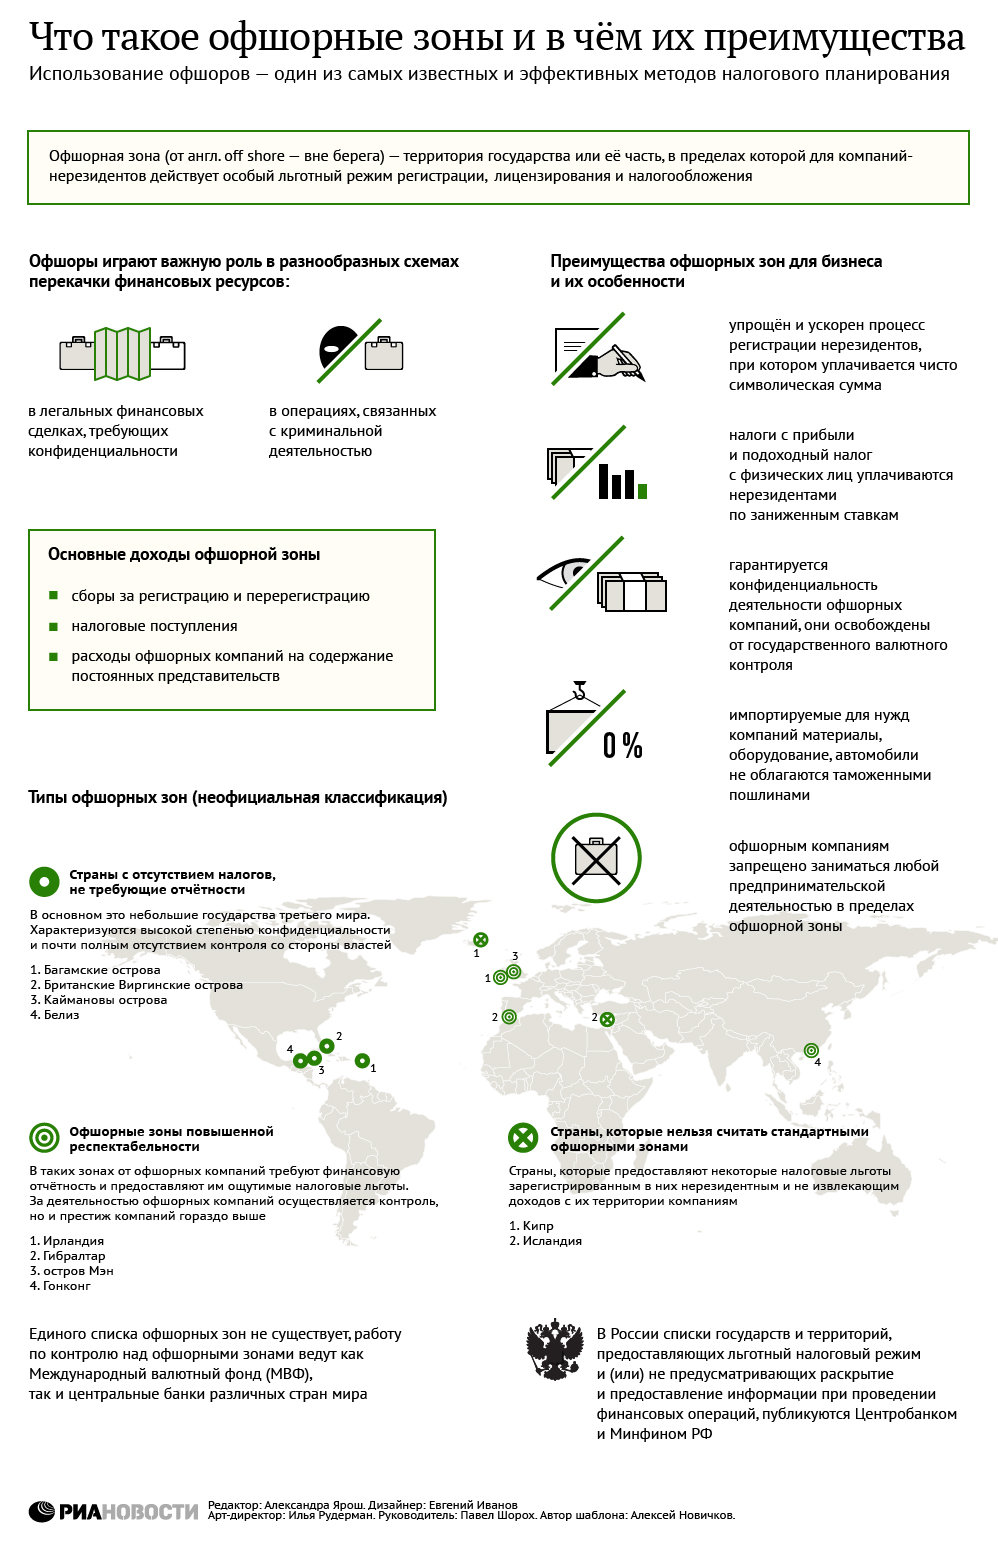 Что такое офшорные зоны и в чём их преимущества
Использование офшоров — один из самых известных и эффективных методов налогового планирования
Офшорная зона (от англ. off shore — вне берега) — территория государства или её часть, в пределах которой для компаний-
нерезидентов действует особый льготный режим регистрации, лицензирования и налогообложения
Офшоры играют важную роль в разнообразных схемах
перекачки финансовых ресурсов:
в легальных финансовых
сделках, требующих
конфиденциальности
в операциях, связанных
с криминальной
деятельностью
Основные доходы офшорной зоны
сборы за регистрацию и перерегистрацию
налоговые поступления
расходы офшорных компаний на содержание
постоянных представительств
Преимущества офшорных зон для бизнеса
и их особенности
упрощён и ускорен процесс
регистрации нерезидентов,
при котором уплачивается чисто
символическая сумма
налоги с прибыли
и подоходный налог
с физических лиц уплачиваются
нерезидентами
по заниженным ставкам
гарантируется
конфиденциальность
деятельности офшорных
компаний, они освобождены
от государственного валютного
контроля
0 %
импортируемые для нужд
компаний материалы,
оборудование, автомобили
не облагаются таможенными
пошлинами
офшорным компаниям
запрещено заниматься любой
предпринимательской
деятельностью в пределах
офшорной зоны
Типы офшорных зон (неофициальная классификация)
Страны с отсутствием налогов,
не требующие отчётности
В основном это небольшие государства третьего мира.
Характеризуются высокой степенью конфиденциальности
и почти полным отсутствием контроля со стороны властей
1. Багамские острова
2. Британские Виргинские острова
3. Каймановы острова
4. Белиз
1
3
1
2
2
4
2
4
3
1
Офшорные зоны повышенной
респектабельности
В таких зонах от офшорных компаний требуют финансовую
отчётность и предоставляют им ощутимые налоговые льготы.
За деятельностью офшорных компаний осуществляется контроль,
но и престиж компаний гораздо выше
1. Ирландия
2. Гибралтар
3. остров Мэн
4. Гонконг
Страны, которые нельзя считать стандартными
офшорными зонами
Страны, которые предоставляют некоторые налоговые льготы
зарегистрированным в них нерезидентным и не извлекающим
доходов с их территории компаниям
1. Кипр
2. Исландия
Единого списка офшорных зон не существует, работу
по контролю над офшорными зонами ведут как
Международный валютный фонд (МВФ),
так и центральные банки различных стран мира
В России списки государств и территорий,
предоставляющих льготный налоговый режим
и (или) не предусматривающих раскрытие
и предоставление информации при проведении
финансовых операций, публикуются Центробанком
и Минфином РФ
РИАНОВОСТИ
Редактор: Александра Ярош. Дизайнер: Евгений Иванов
Арт-директор: Илья Рудерман. Руководитель: Павел Шорох. Автор шаблона: Алексей Новичков.